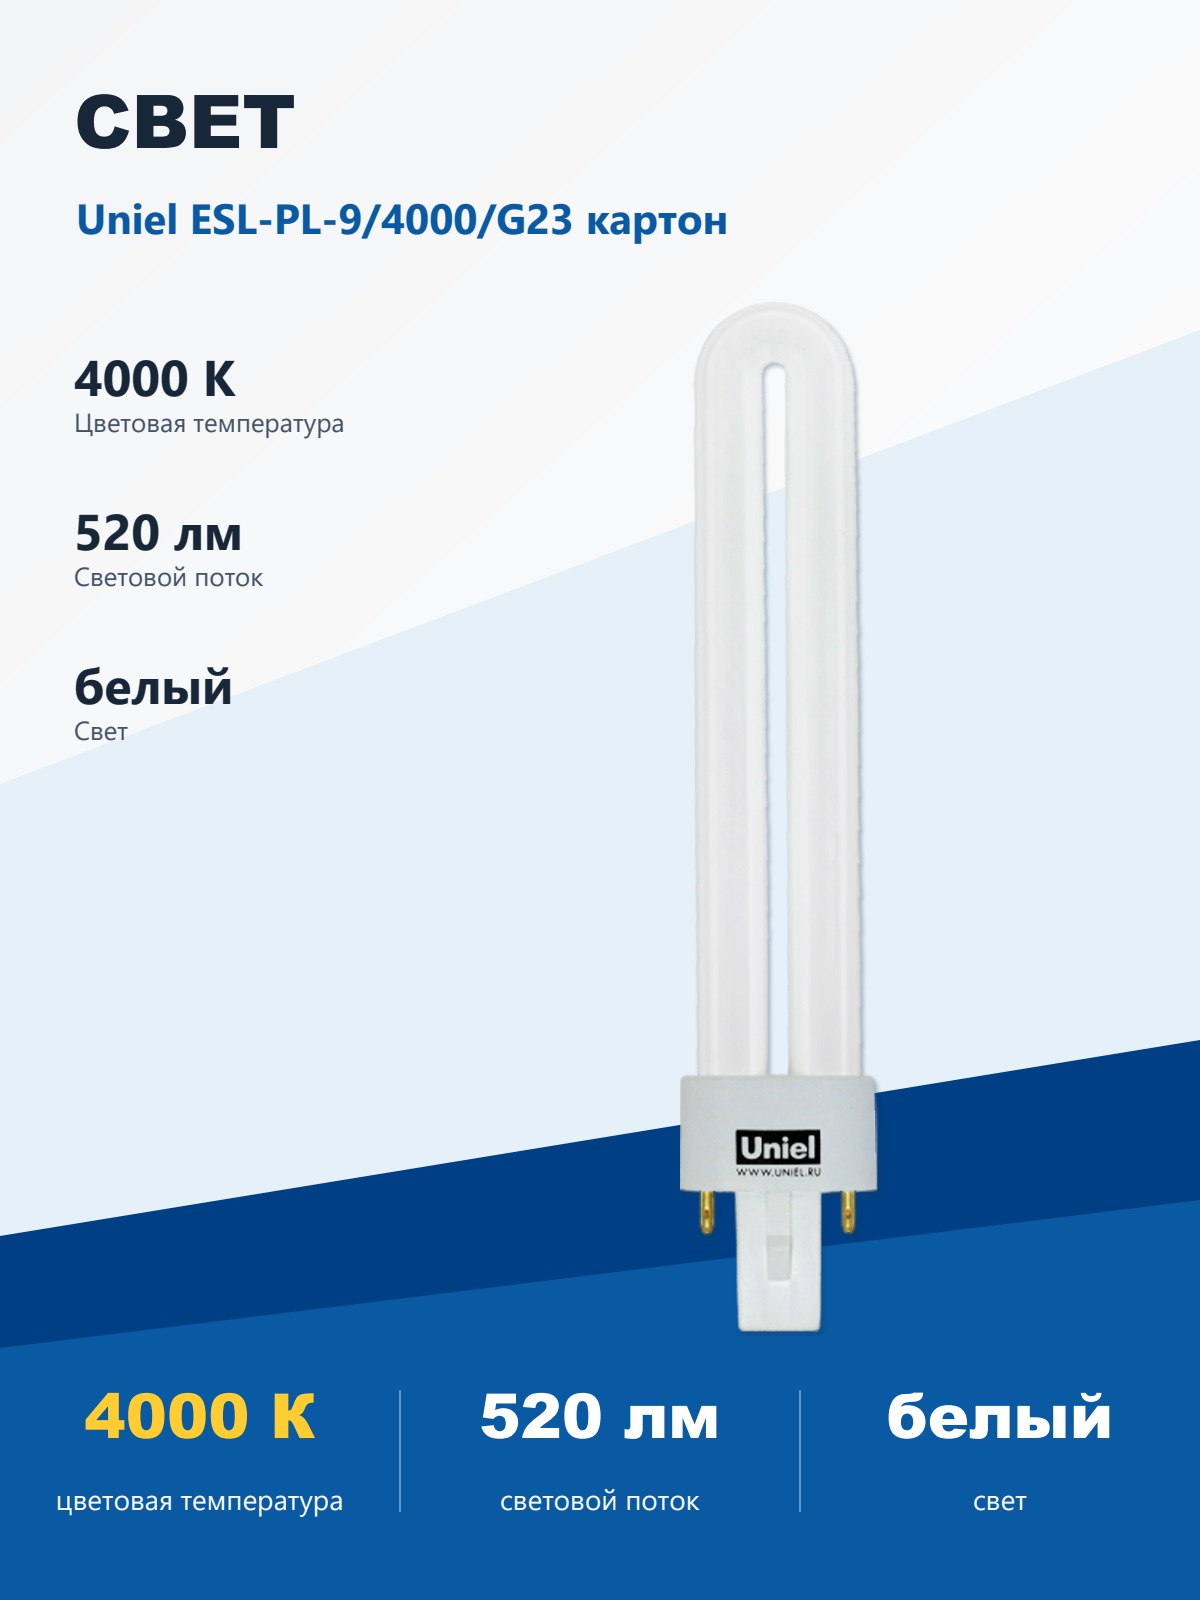 СВЕТ
Uniel ESL-PL-9/4000/G23 картон
4000 К
Цветовая температура
520 лм
Световой поток
белый
Свет
Uniel
WWW.UNIEL.RU
4000 К
цветовая температура
520 лм
световой поток
белый
свет